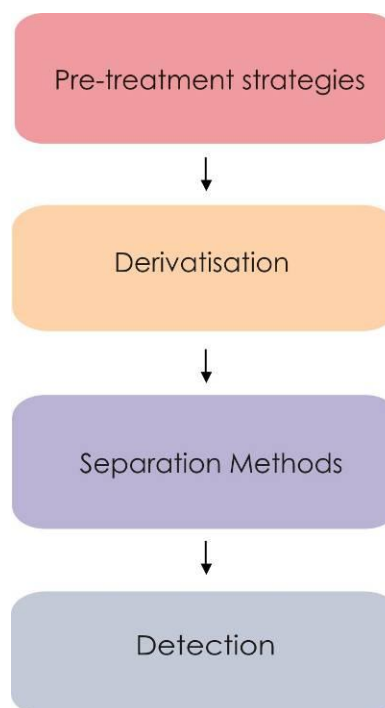 Pre-treatment strategies
Derivatisation
Separation Methods
Detection